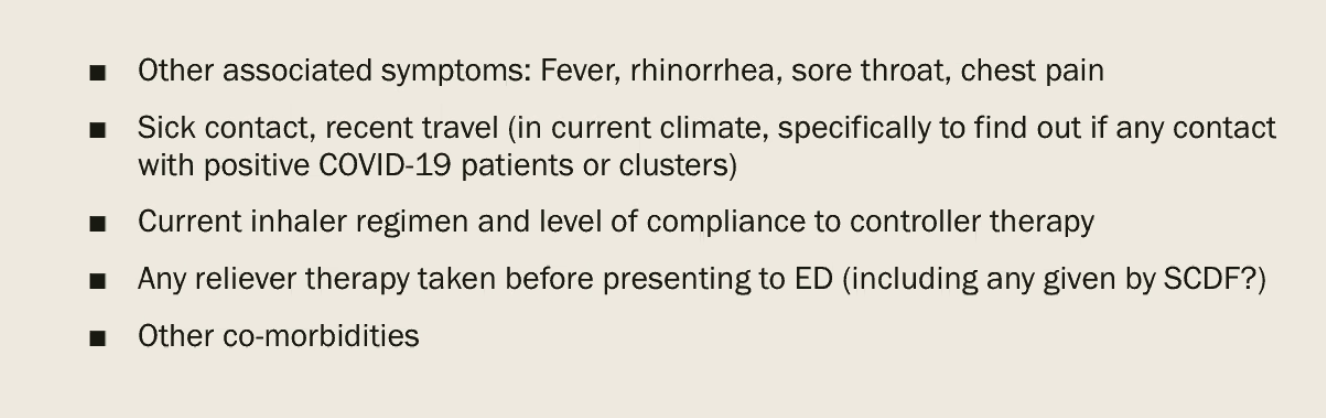 ■ Other associated symptoms: Fever, rhinorrhea, sore throat, chest pain
■ Sick contact, recent travel (in current climate, specifically to find out if any contact
with positive COVID-19 patients or clusters)
■ Current inhaler regimen and level of compliance to controller therapy
■ Any reliever therapy taken before presenting to ED (including any given by SCDF?)
■ Other co-morbidities